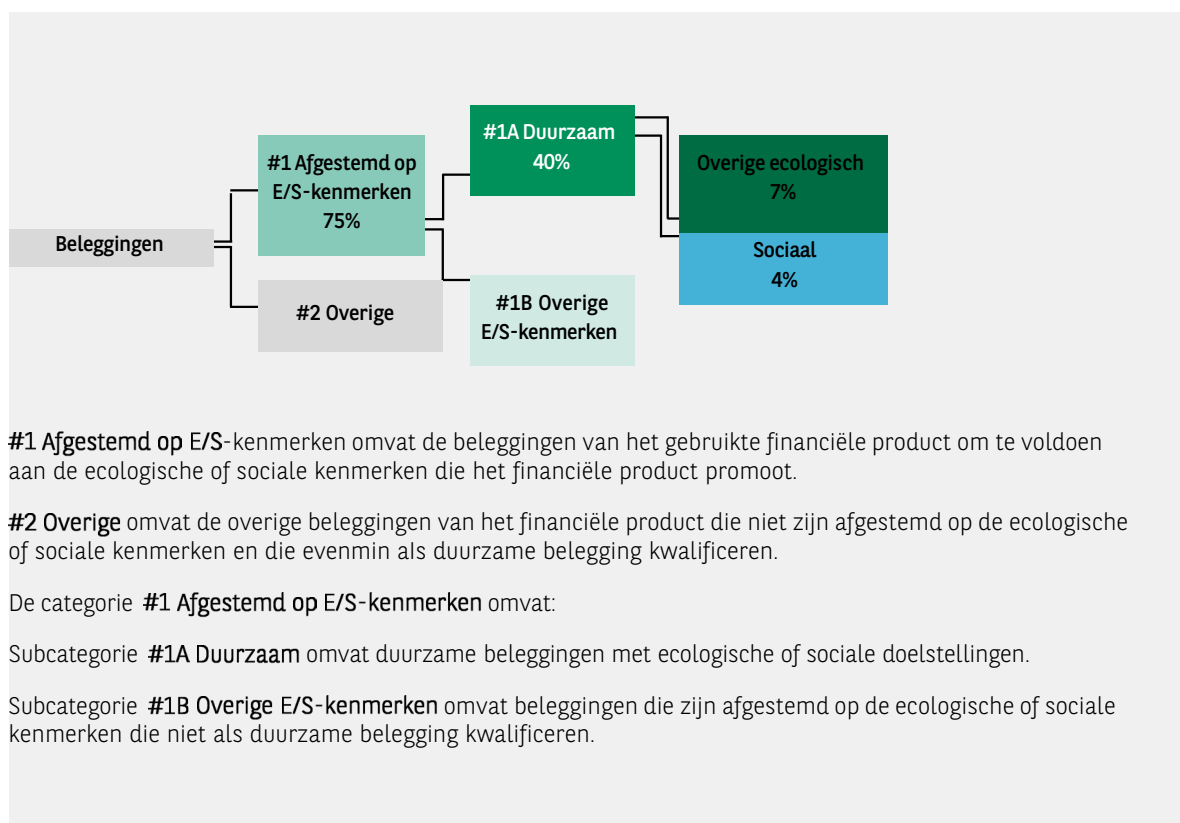 #1A Duurzaam
40%
#1 Afgestemd op
E/S-kenmerken
75%
Overige ecologisch
7%
Beleggingen
Sociaal
4%
#2 Overige
#1B Overige
E/S-kenmerken
#1 Afgestemd op E/S-kenmerken omvat de beleggingen van het gebruikte financiële product om te voldoen
aan de ecologische of sociale kenmerken die het financiële product promoot.
#2 Overige omvat de overige beleggingen van het financiële product die niet zijn afgestemd op de ecologische
of sociale kenmerken en die evenmin als duurzame belegging kwalificeren.
De categorie #1 Afgestemd op E/S-kenmerken omvat:
Subcategorie #1A Duurzaam omvat duurzame beleggingen met ecologische of sociale doelstellingen.
Subcategorie #1B Overige E/S-kenmerken omvat beleggingen die zijn afgestemd op de ecologische of sociale
kenmerken die niet als duurzame belegging kwalificeren.